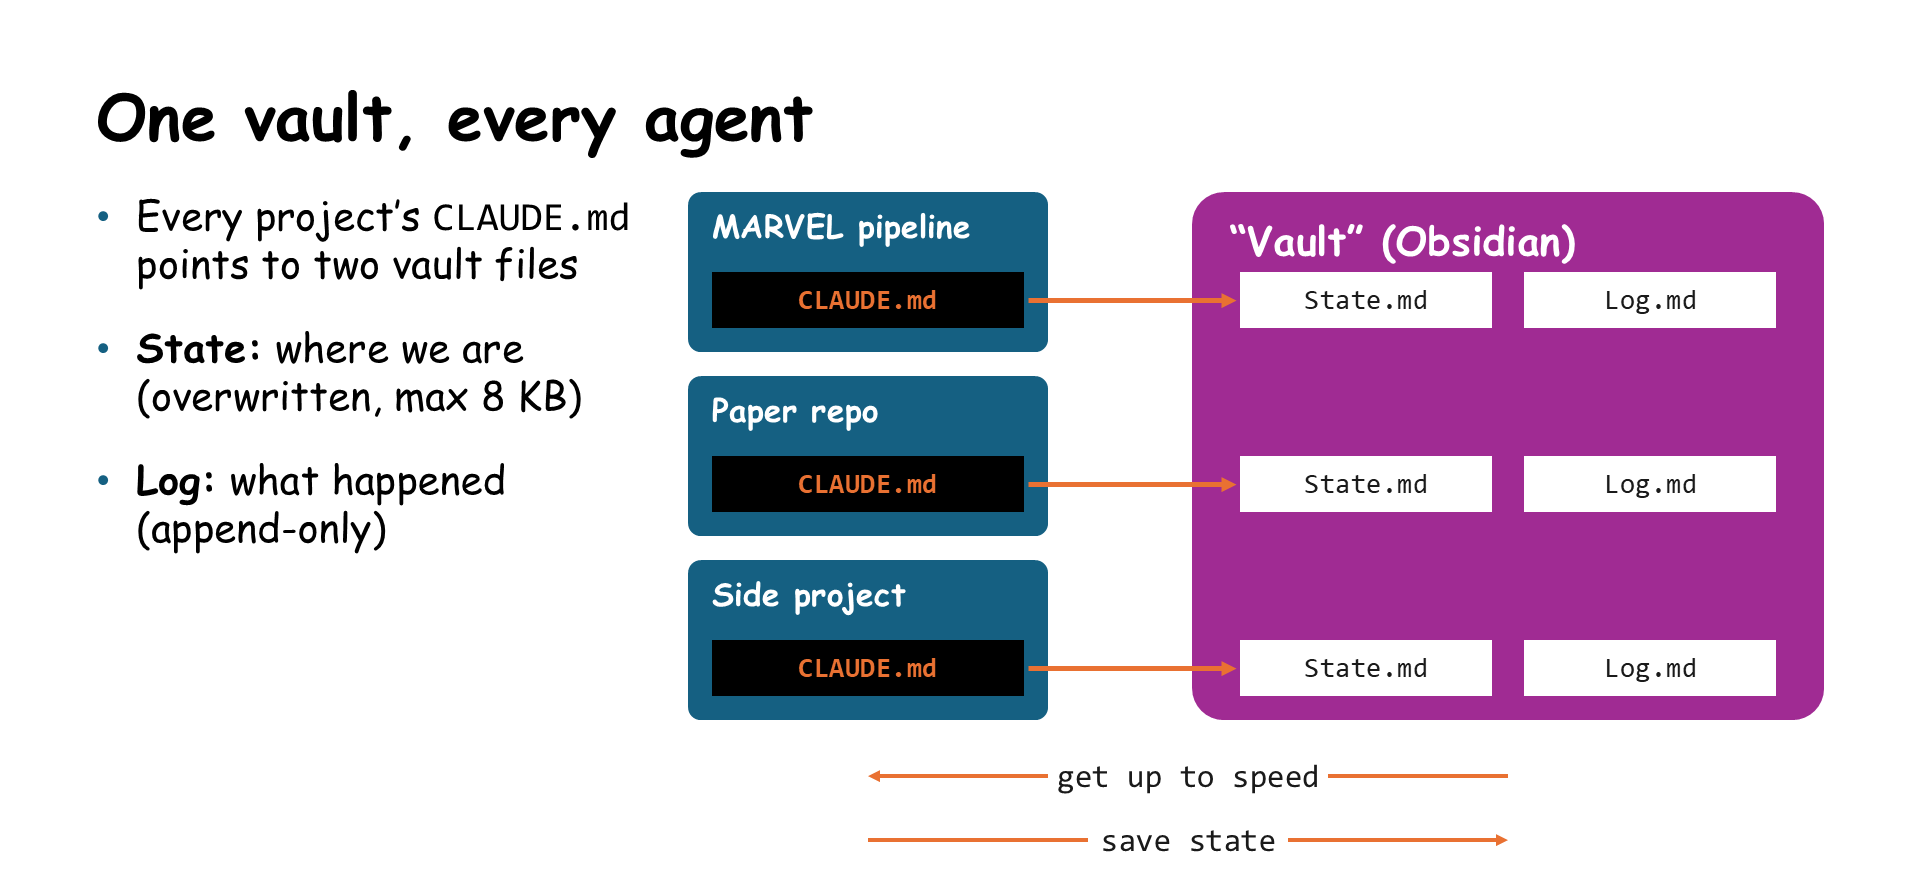 One vault, every agent
• Every project’s CLAUDE.md
points to two vault files
• State: where we are
(overwritten, max 8 KB)
• Log: what happened
(append-only)
MARVEL pipeline
CLAUDE.md
Paper repo
CLAUDE.md
Side project
CLAUDE.md
“Vault” (Obsidian)
State.md Log.md
State.md Log.md
State.md Log.md
get up to speed
save state